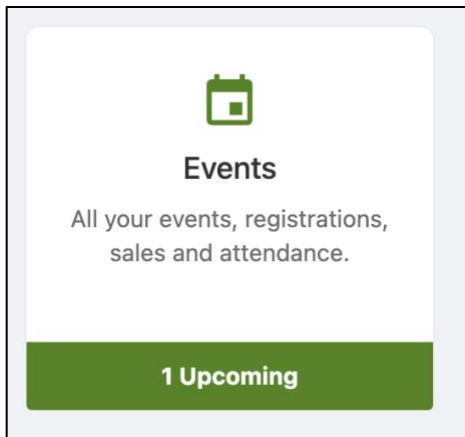 Events
All your events, registrations,
sales and attendance.
1 Upcoming